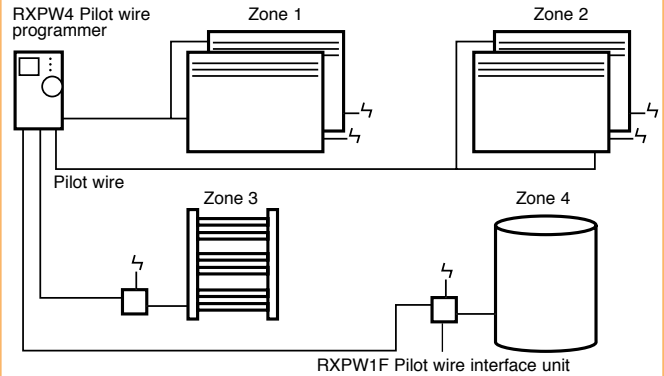 RXPW4 Pilot wire
programmer
Zone 1
Zone 2
Pilot wire
Zone 3
Zone 4
RXPW1F Pilot wire interface unit